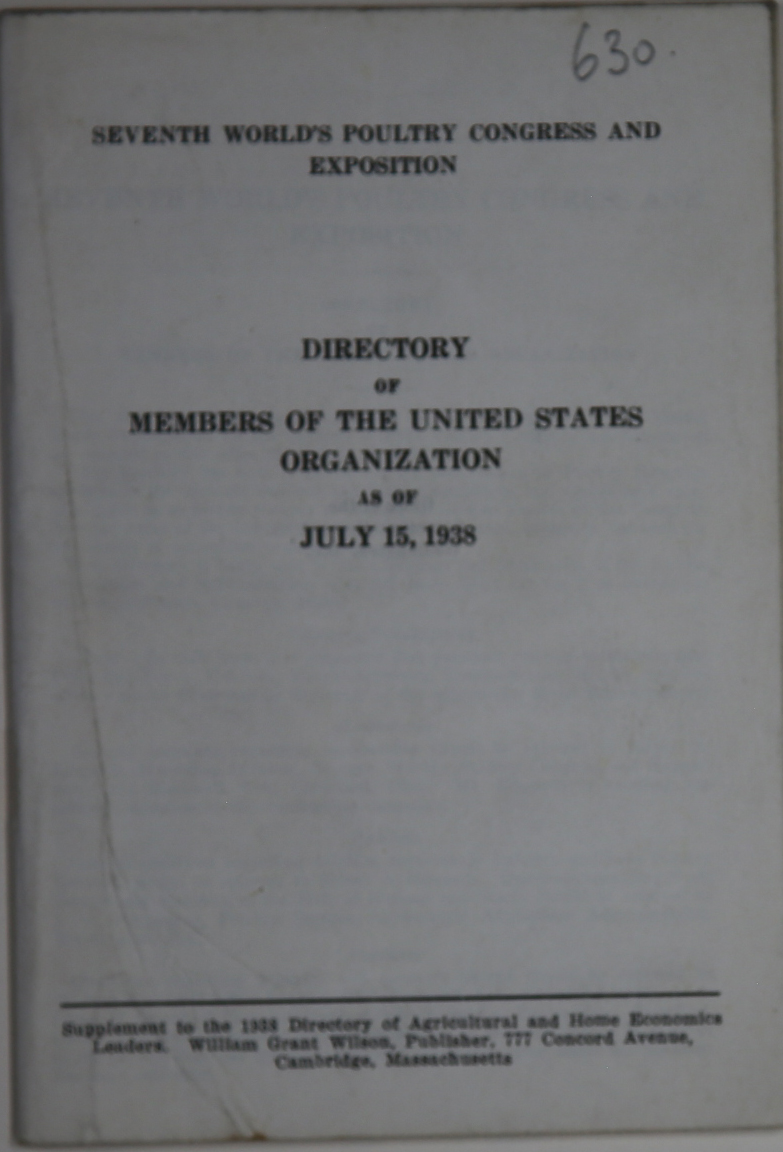 630.
SEVENTH WORLD'S POULTRY CONGRESS AND
EXPOSITION
DIRECTORY
OF
MEMBERS OF THE UNITED STATES
ORGANIZATION
AS OF
JULY 15, 1938
Supplement to the 1938 Directory of Agricultural and Home Economics
Leaders. William Grant Wilson, Publisher, 777 Concord Avenue,
Cambridge, Massachusetts